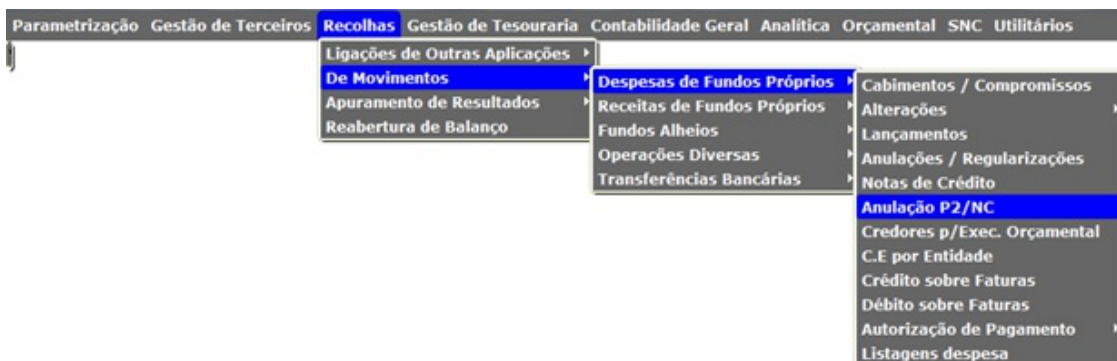 Parametrização Gestão de Terceiros Recolhas Gestão de Tesouraria Contabilidade Geral Analítica Orçamental SNC Utilitários
Ligações de Outras Aplicações
De Movimentos
Apuramento de Resultados
Reabertura de Balanço
Despesas de Fundos Próprios
Receitas de Fundos Próprios
Fundos Alheios
Operações Diversas
Transferências Bancárias
Cabimentos / Compromissos
Alterações
Lançamentos
Anulações / Regularizações
Notas de Crédito
Anulação P2/NC
Credores p/Exec. Orçamental
C.E por Entidade
Crédito sobre Faturas
Débito sobre Faturas
Autorização de Pagamento
Listagens despesa